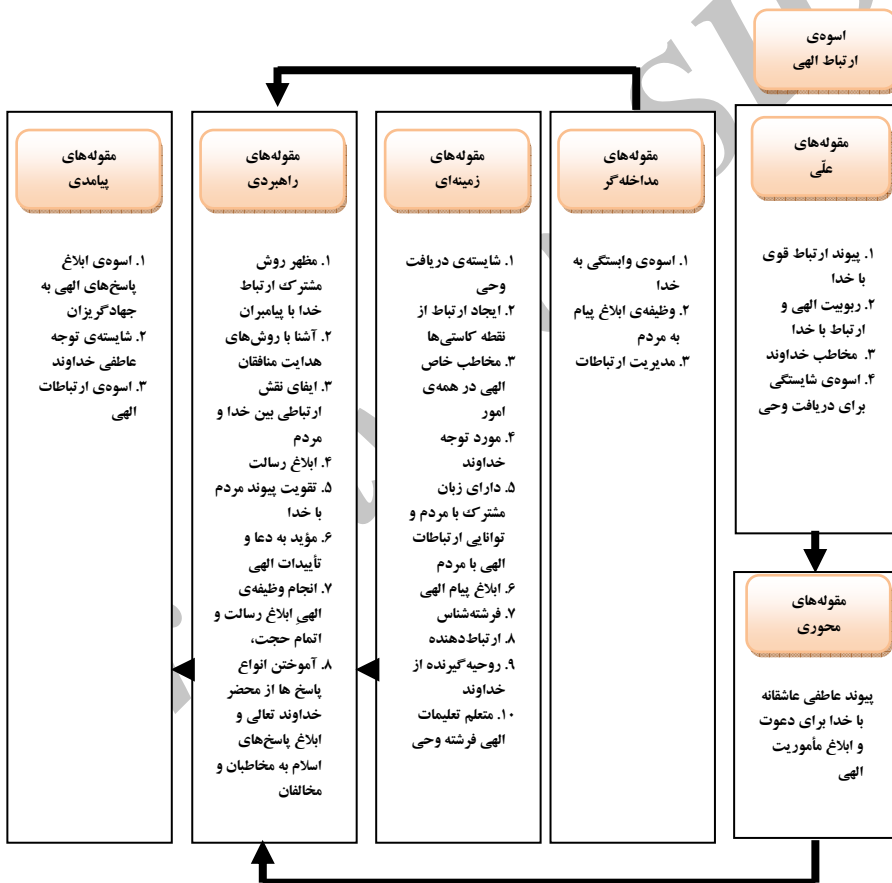 اسوه‌ی
ارتباط الهی
مقوله‌های
علّی
۱. پیوند ارتباط قوی
با خدا
۲. ربوبیت الهی و
ارتباط با خدا
۳. مخاطب خداوند
۴. اسوه‌ی شایستگی
برای دریافت وحی
مقوله‌های
محوری
پیوند عاطفی عاشقانه
با خدا برای دعوت
و ابلاغ مأموریت
الهی
مقوله‌های
مداخله‌گر
۱. اسوه‌ی وابستگی به
خدا
۲. وظیفه‌ی ابلاغ پیام
به مردم
۳. مدیریت ارتباطات
مقوله‌های
زمینه‌ای
۱. شایسته‌ی دریافت
وحی
۲. ایجاد ارتباط از
نقطه کاستی‌ها
۳. مخاطب خاص
الهی در همه‌ی
امور
۴. مورد توجه
خداوند
۵. دارای زبان
مشترک با مردم و
توانایی ارتباطات
الهی با مردم
۶. ابلاغ پیام الهی
۷. فرشته‌شناس
۸. ارتباط‌دهنده
۹. روحیه‌گیرنده از
خداوند
۱۰. متعلم تعلیمات
الهی فرشته وحی
مقوله‌های
راهبردی
۱. مظهر روش
مشترک ارتباط
خدا با پیامبران
۲. آشنا با روش‌های
هدایت منافقان
۳. ایفای نقش
ارتباطی بین خدا و
مردم
۴. ابلاغ رسالت
۵. تقویت پیوند مردم
با خدا
۶. مؤید به دعا و
تأییدات الهی
۷. انجام وظیفه‌ی
الهیِ ابلاغ رسالت و
اتمام حجت،
۸. آموختن انواع
پاسخ ها از محضر
خداوند تعالی و
ابلاغ پاسخ‌های
اسلام به مخاطبان و
مخالفان
مقوله‌های
پیامدی
۱. اسوه‌ی ابلاغ
پاسخ‌های الهی به
جهادگریزان
۲. شایسته‌ی توجه
عاطفی خداوند
۳. اسوه‌ی ارتباطات
الهی